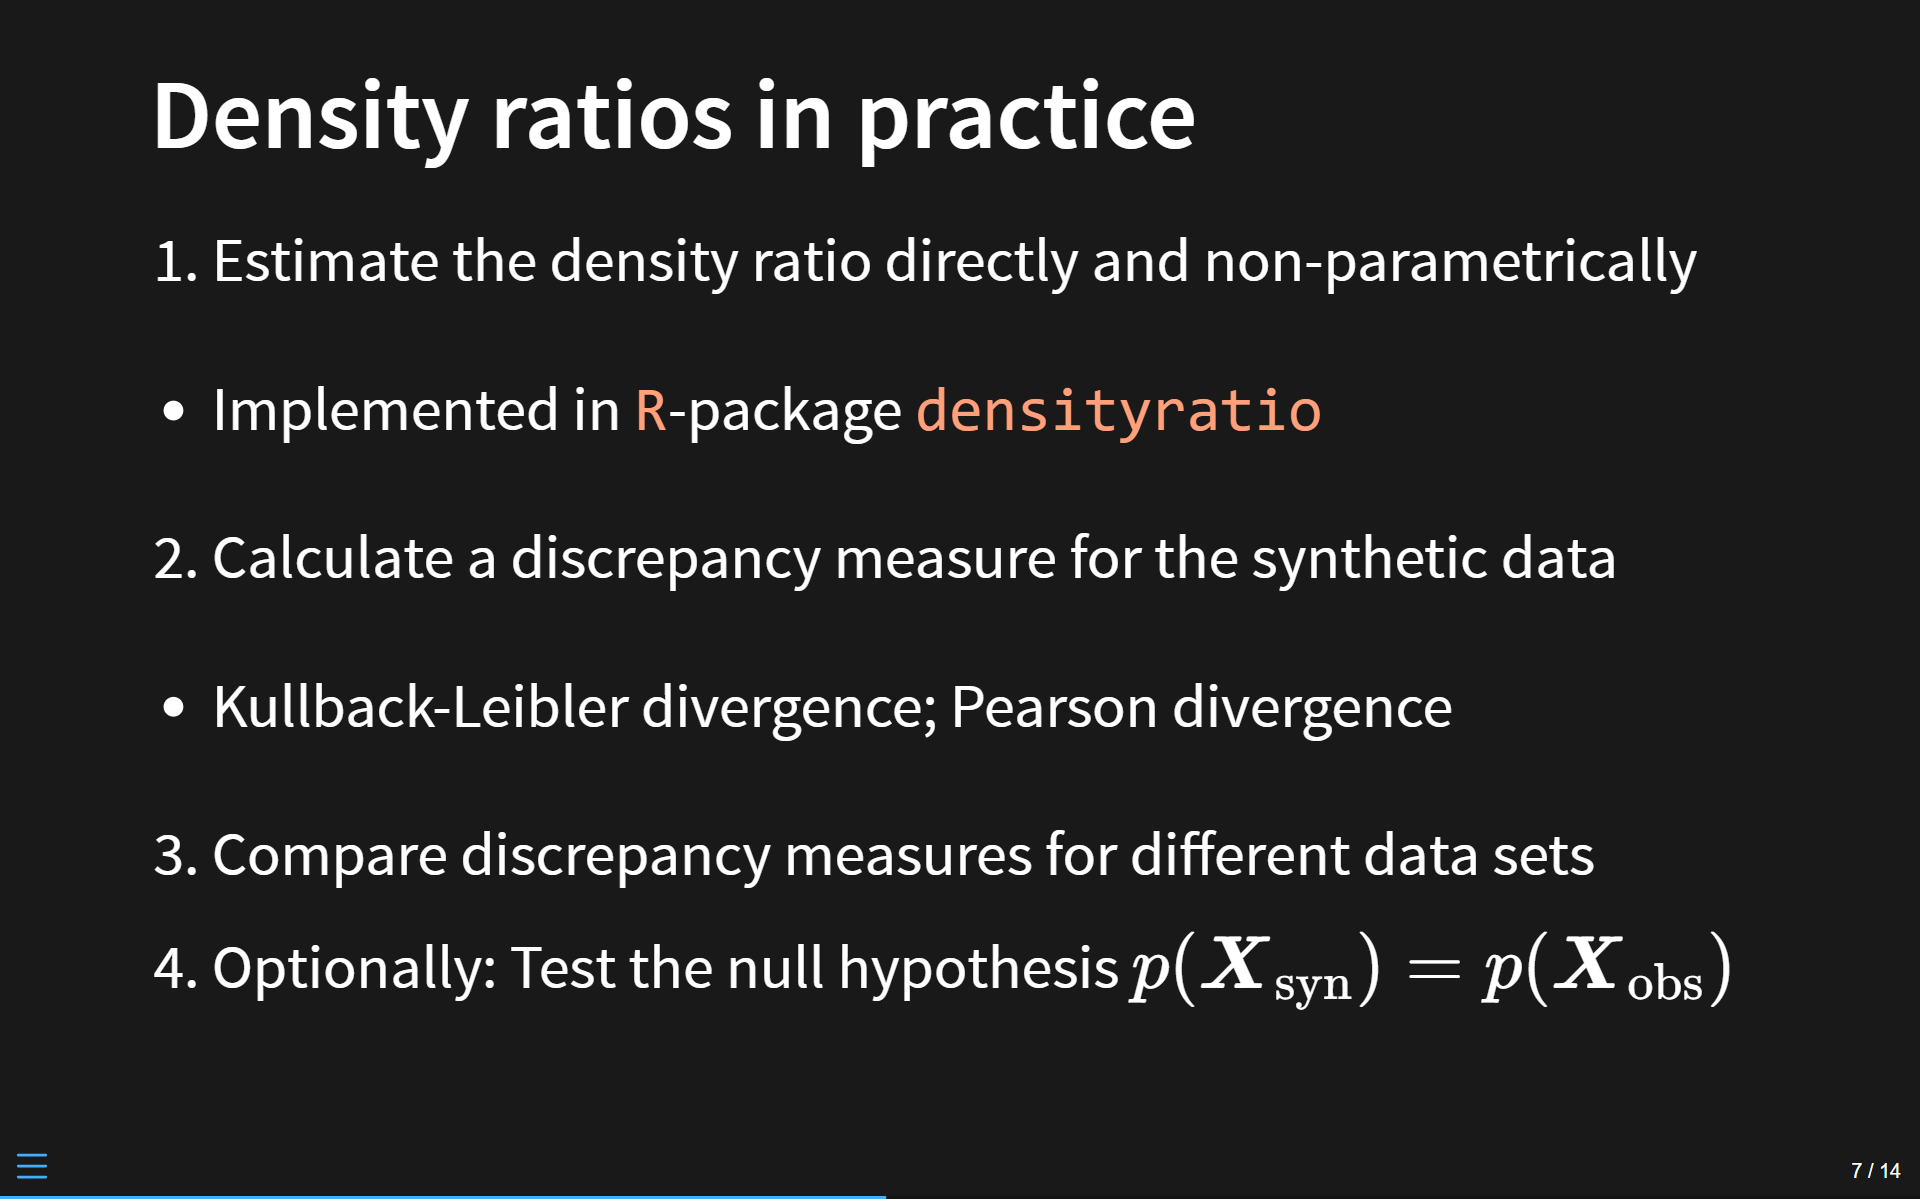 Density ratios in practice
1. Estimate the density ratio directly and non-parametrically
• Implemented in R-package densityratio
2. Calculate a discrepancy measure for the synthetic data
• Kullback-Leibler divergence; Pearson divergence
3. Compare discrepancy measures for different data sets
4. Optionally: Test the null hypothesis p(X_syn) = p(X_obs)
7 / 14